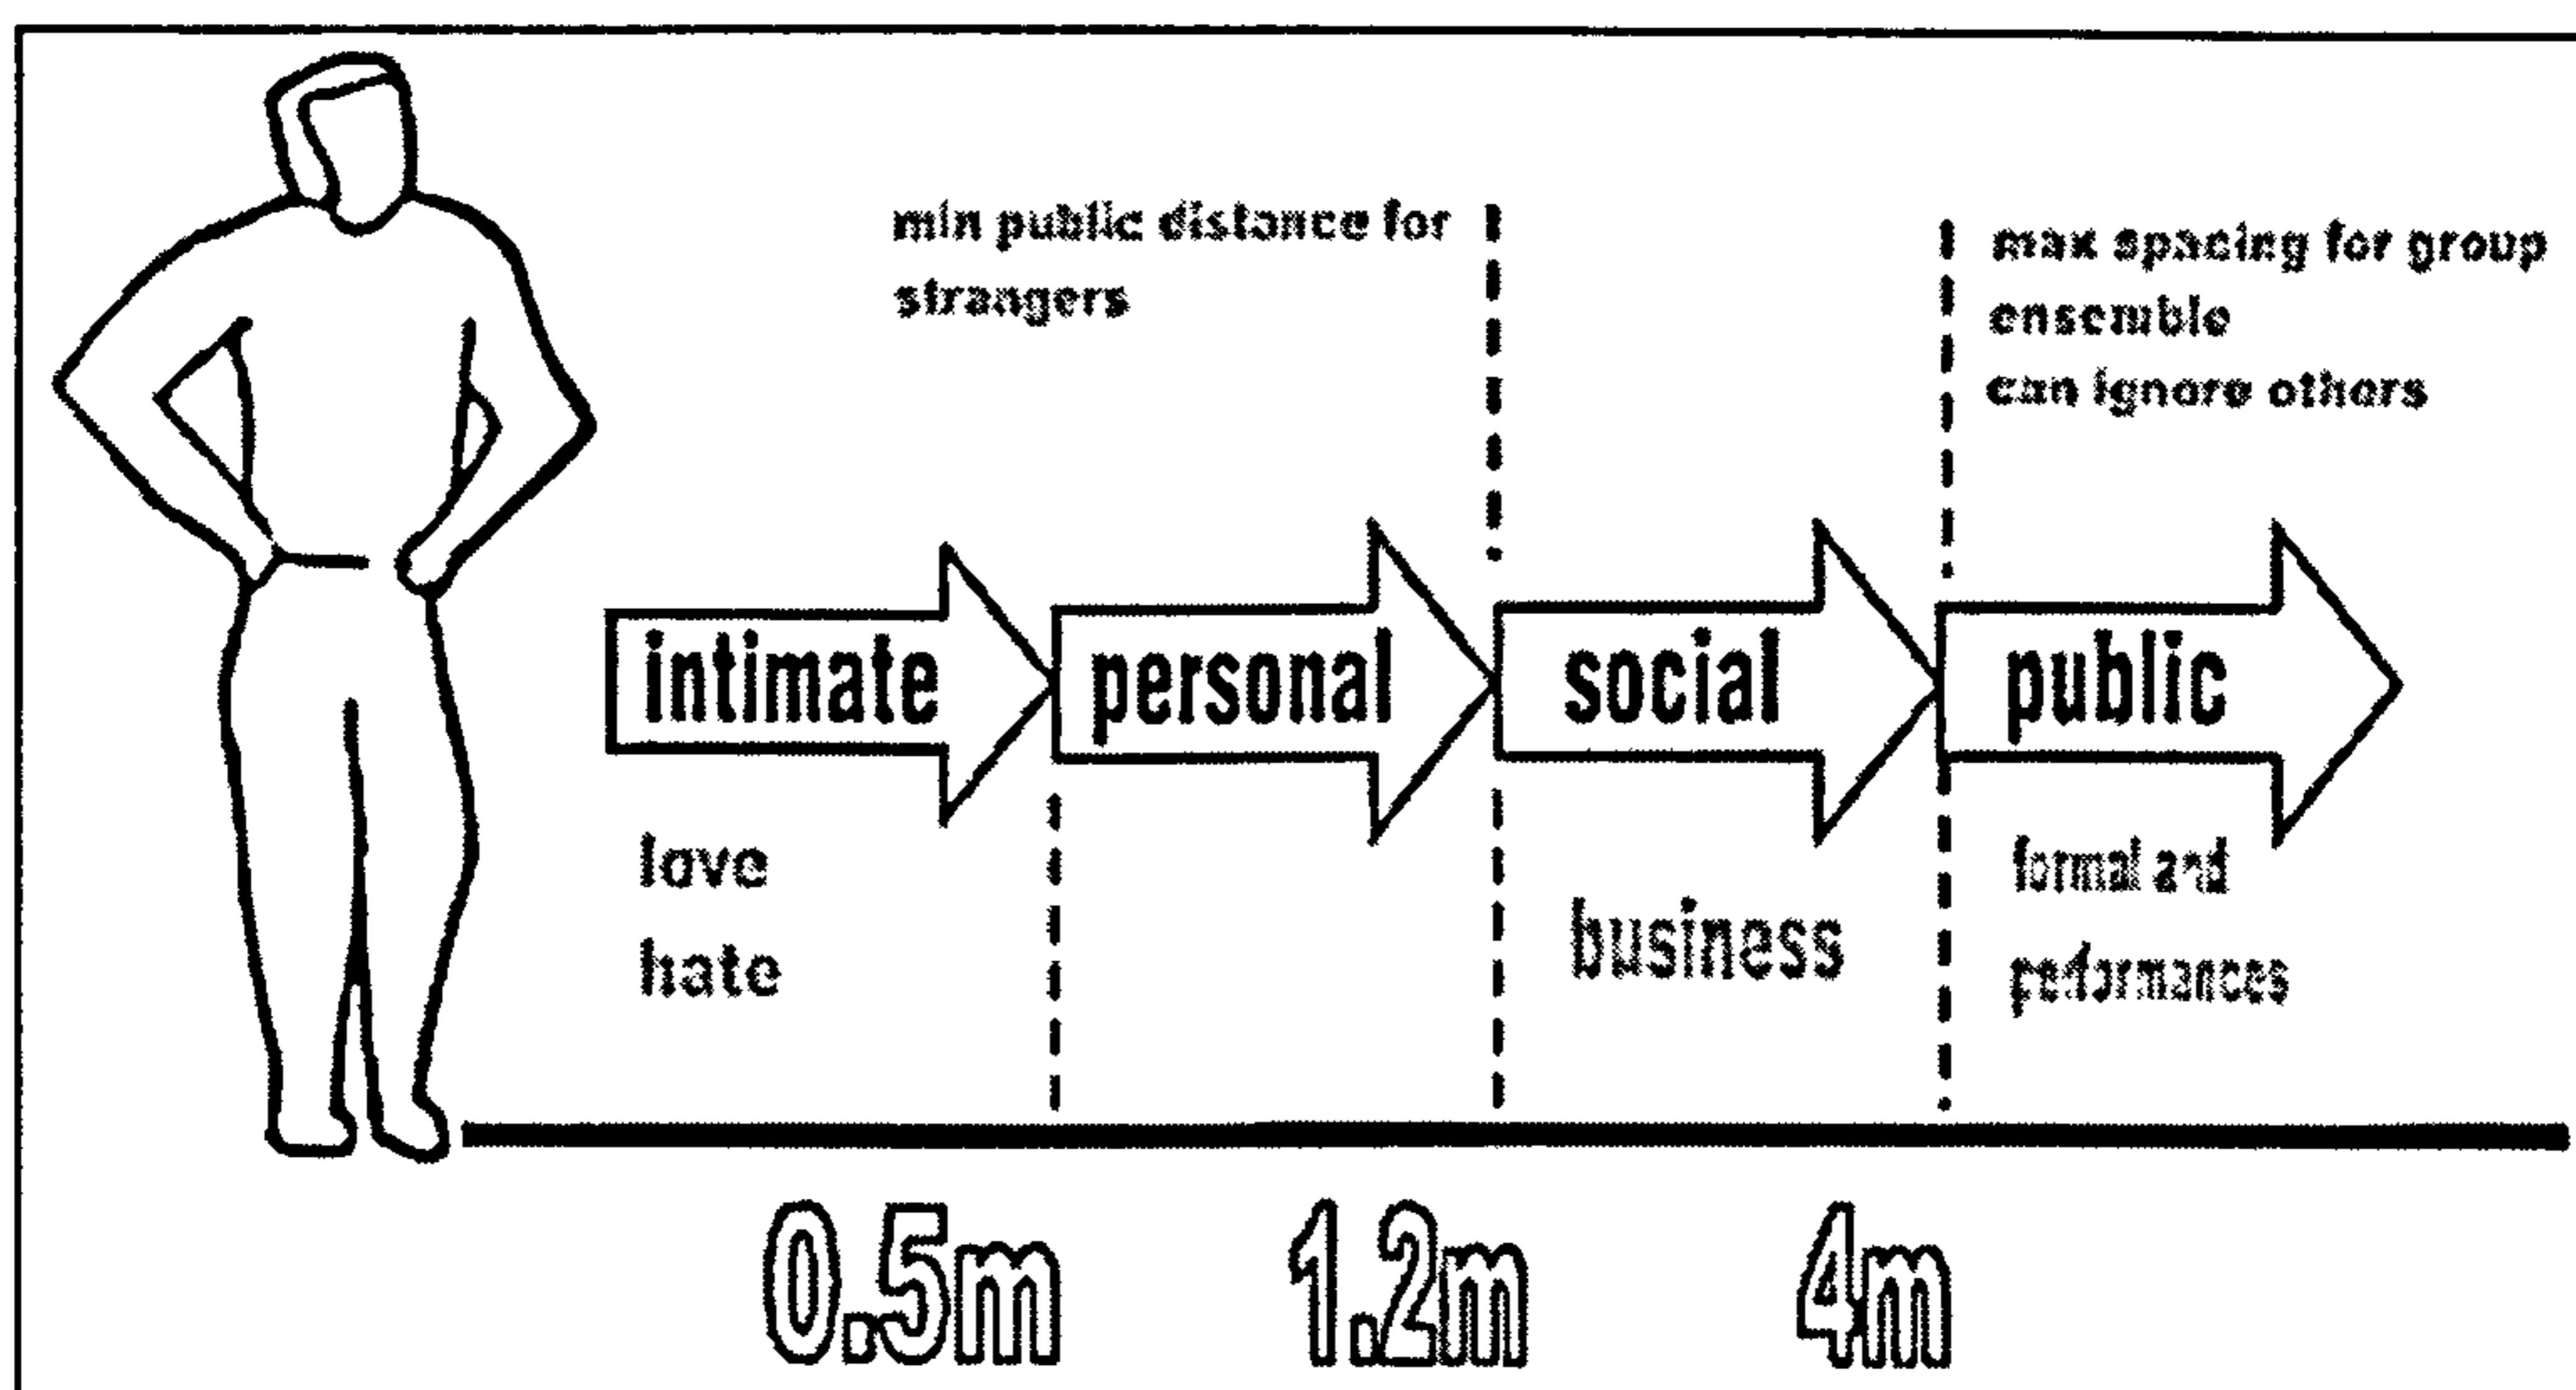 min public distance for
strangers
max spacing for group
ensemble
can ignore others
intimate
personal
social
public
love
hate
business
formal and
performances
0.5m
1.2m
4m